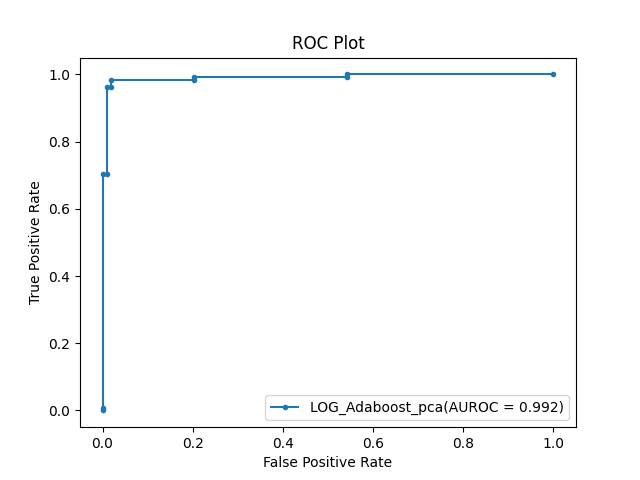 ROC Plot
True Positive Rate
1.0
0.8
0.6
0.4
0.2
0.0
LOG_Adaboost_pca(AUROC = 0.992)
0.0 0.2 0.4 0.6 0.8 1.0
False Positive Rate